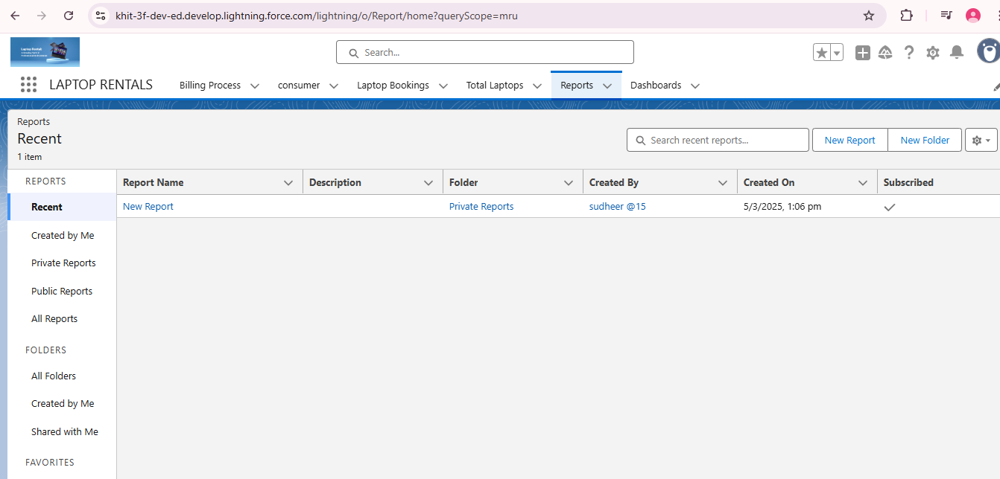 khit-3f-dev-ed.develop.lightning.force.com/lightning/o/Report/home?queryScope=mru
Laptop Rentals
Search...
LAPTOP RENTALS Billing Process consumer Laptop Bookings Total Laptops Reports Dashboards
Reports
Recent
1 item
Search recent reports... New Report New Folder
REPORTS
Recent
Created by Me
Private Reports
Public Reports
All Reports
FOLDERS
All Folders
Created by Me
Shared with Me
FAVORITES
Report Name Description Folder Created By Created On Subscribed
New Report Private Reports sudheer @15 5/3/2025, 1:06 pm